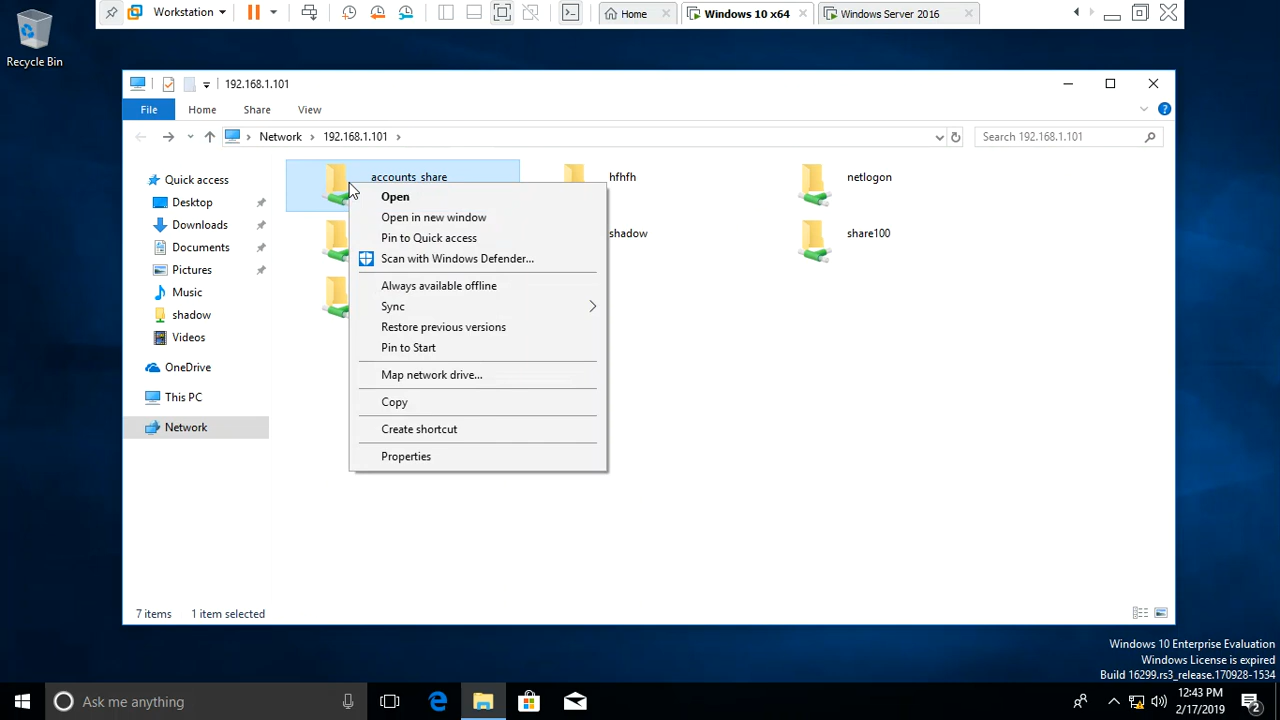 Workstation
Home
Windows 10 x64
Windows Server 2016
Recycle Bin
192.168.1.101
File
Home
Share
View
Network
192.168.1.101
Search 192.168.1.101
Quick access
Desktop
Downloads
Documents
Pictures
Music
shadow
Videos
OneDrive
This PC
Network
accounts_share
hfhfh
netlogon
shadow
share100
Open
Open in new window
Pin to Quick access
Scan with Windows Defender...
Always available offline
Sync
Restore previous versions
Pin to Start
Map network drive...
Copy
Create shortcut
Properties
7 items
1 item selected
Windows 10 Enterprise Evaluation
Windows License is expired
Build 16299.rs3_release.170928-1534
Ask me anything
12:43 PM
2/17/2019
2